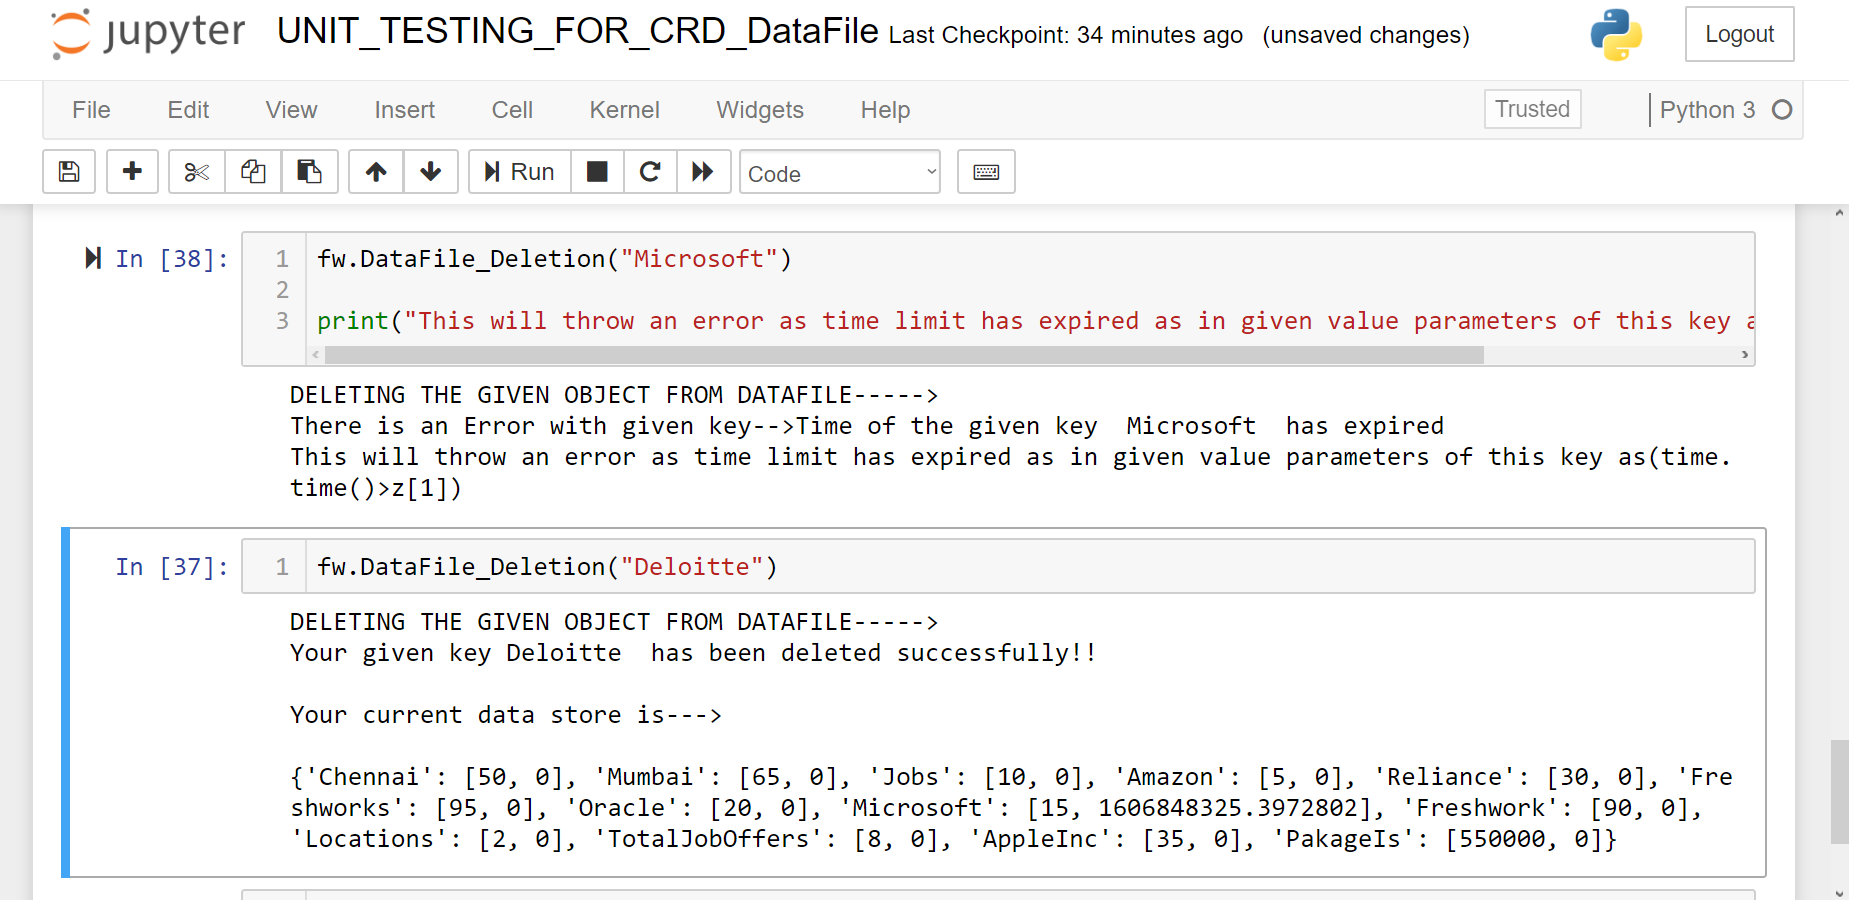 jupyter UNIT_TESTING_FOR_CRD_DataFile Last Checkpoint: 34 minutes ago (unsaved changes) Logout
File Edit View Insert Cell Kernel Widgets Help Trusted Python 3
Run Code
In [38]: 1 fw.DataFile_Deletion("Microsoft")
2
3 print("This will throw an error as time limit has expired as in given value parameters of this key a
DELETING THE GIVEN OBJECT FROM DATAFILE----->
There is an Error with given key-->Time of the given key  Microsoft  has expired
This will throw an error as time limit has expired as in given value parameters of this key as(time.
time()>z[1])
In [37]: 1 fw.DataFile_Deletion("Deloitte")
DELETING THE GIVEN OBJECT FROM DATAFILE----->
Your given key Deloitte  has been deleted successfully!!
Your current data store is--->
{'Chennai': [50, 0], 'Mumbai': [65, 0], 'Jobs': [10, 0], 'Amazon': [5, 0], 'Reliance': [30, 0], 'Fre
shworks': [95, 0], 'Oracle': [20, 0], 'Microsoft': [15, 1606848325.3972802], 'Freshwork': [90, 0],
'Locations': [2, 0], 'TotalJobOffers': [8, 0], 'AppleInc': [35, 0], 'PakageIs': [550000, 0]}